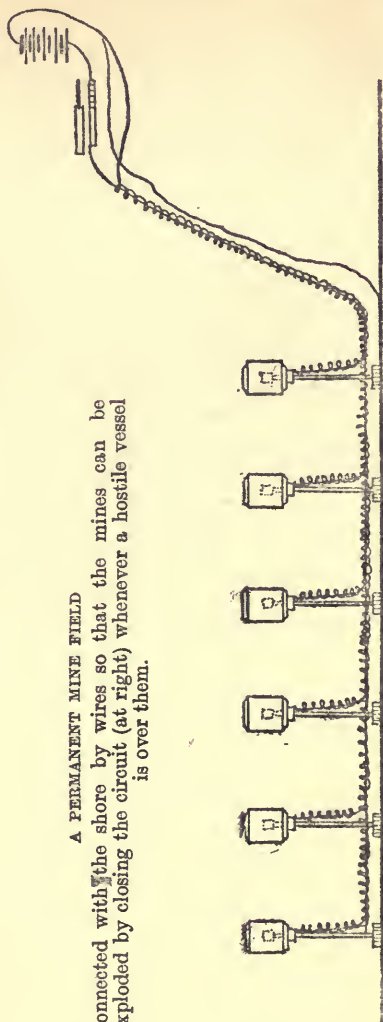 A PERMANENT MINE FIELD
onnected with the shore by wires so that the mines can be
xploded by closing the circuit (at right) whenever a hostile vessel
is over them.